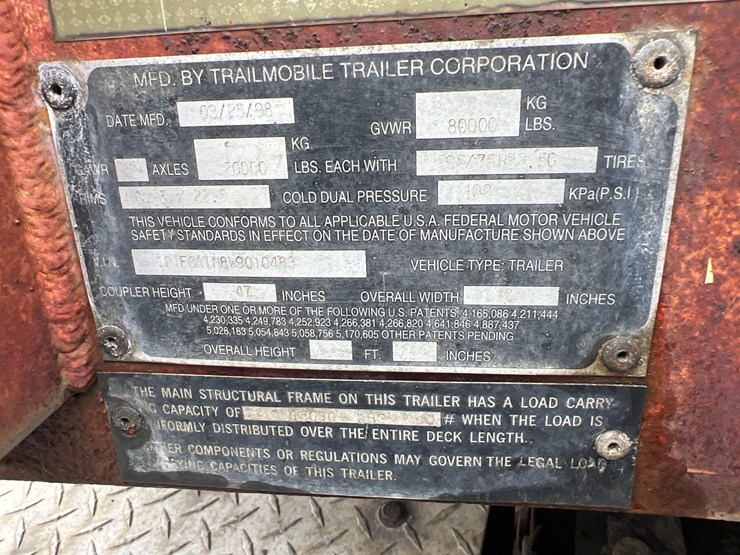 MFD. BY TRAILMOBILE TRAILER CORPORATION
DATE MFD. 03/25/98 GVWR 80000 KG LBS.
GAWR AXLES 20000 KG LBS. EACH WITH TIRES
RIMS COLD DUAL PRESSURE 100 KPa(P.S.I.)
THIS VEHICLE CONFORMS TO ALL APPLICABLE U.S.A. FEDERAL MOTOR VEHICLE
SAFETY STANDARDS IN EFFECT ON THE DATE OF MANUFACTURE SHOWN ABOVE
V.I.N. VEHICLE TYPE: TRAILER
COUPLER HEIGHT 47 INCHES OVERALL WIDTH INCHES
MFD UNDER ONE OR MORE OF THE FOLLOWING U.S. PATENTS. 4,165,086 4,211,444
4,230,335 4,249,783 4,252,923 4,266,381 4,266,820 4,641,846 4,887,437
5,028,183 5,054,843 5,058,756 5,170,605 OTHER PATENTS PENDING
OVERALL HEIGHT FT. INCHES
THE MAIN STRUCTURAL FRAME ON THIS TRAILER HAS A LOAD CARRY-
CAPACITY OF # WHEN THE LOAD IS
UNIFORMLY DISTRIBUTED OVER THE ENTIRE DECK LENGTH.
COMPONENTS OR REGULATIONS MAY GOVERN THE LEGAL LOAD
CAPACITIES OF THIS TRAILER.